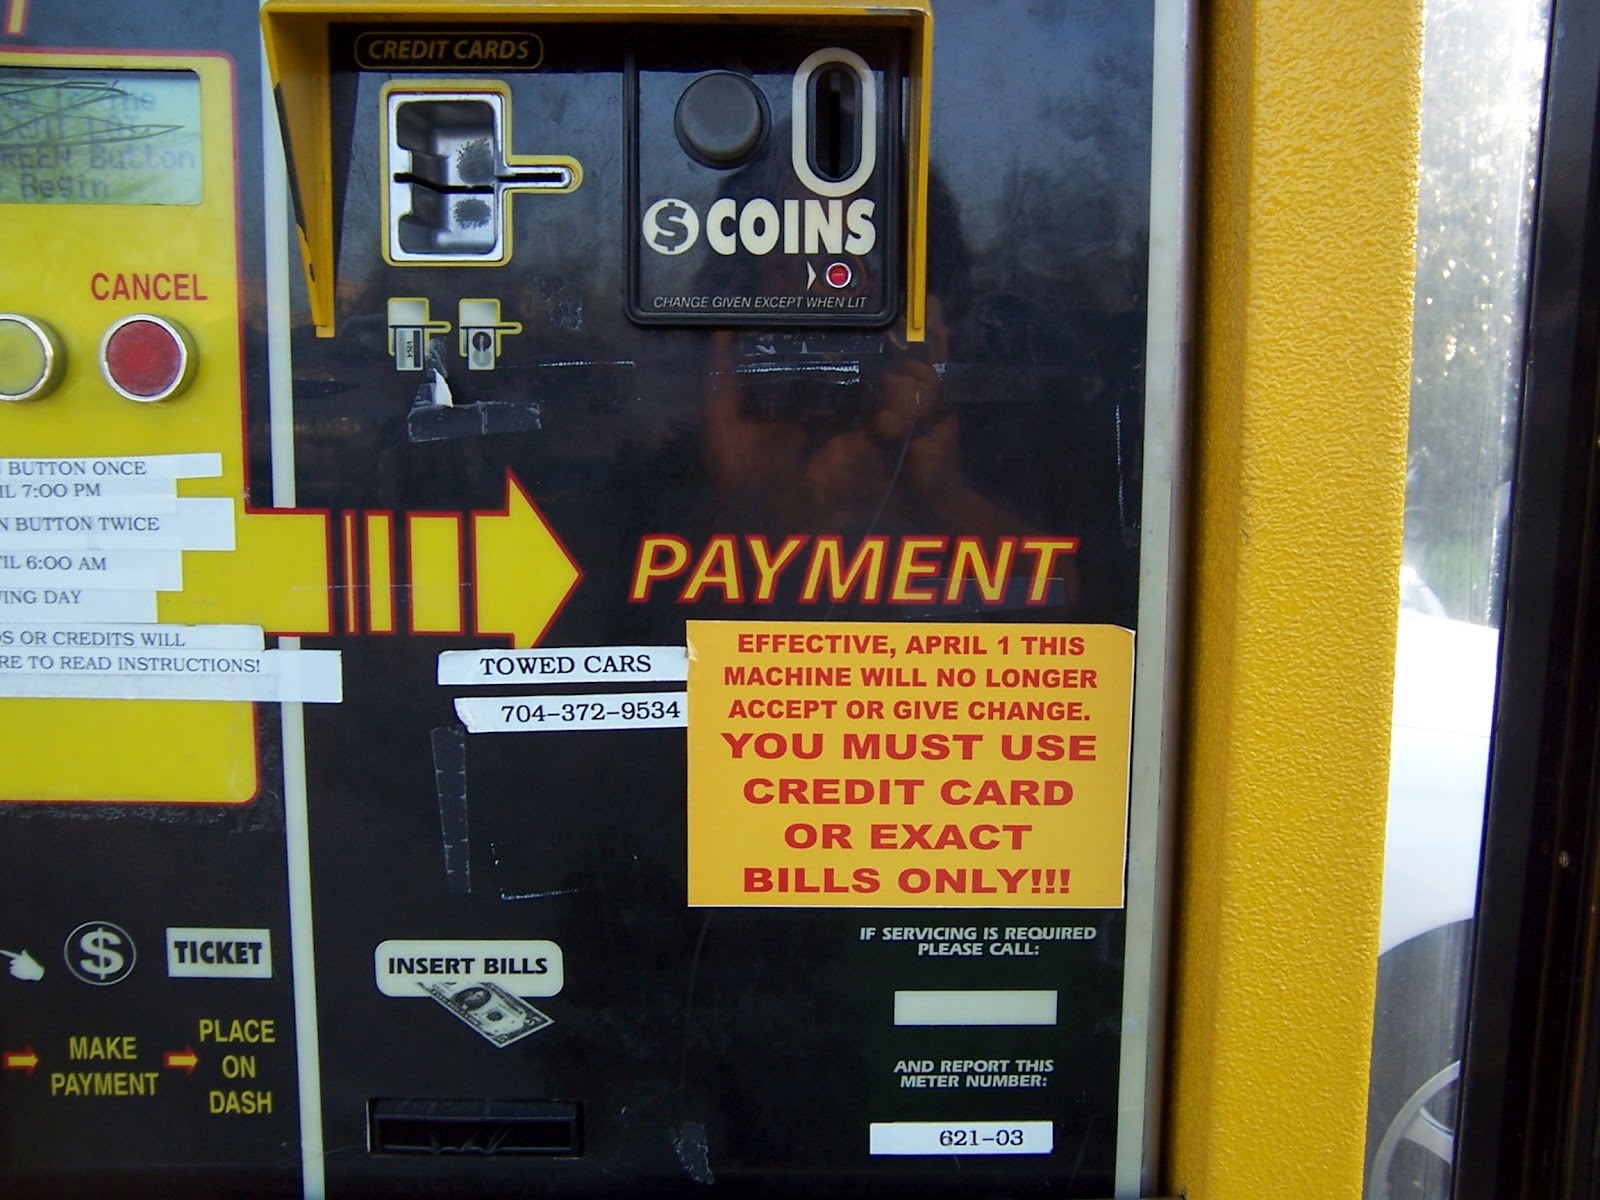 CREDIT CARDS
$ COINS
CHANGE GIVEN EXCEPT WHEN LIT
VISA
Button
Begin
CANCEL
BUTTON ONCE
IL 7:00 PM
N BUTTON TWICE
TIL 6:00 AM
ING DAY
OR CREDITS WILL
RE TO READ INSTRUCTIONS!
PAYMENT
TOWED CARS
704-372-9534
EFFECTIVE, APRIL 1 THIS
MACHINE WILL NO LONGER
ACCEPT OR GIVE CHANGE.
YOU MUST USE
CREDIT CARD
OR EXACT
BILLS ONLY!!!
$
TICKET
MAKE
PAYMENT
PLACE
ON
DASH
INSERT BILLS
IF SERVICING IS REQUIRED
PLEASE CALL:
AND REPORT THIS
METER NUMBER:
621-03